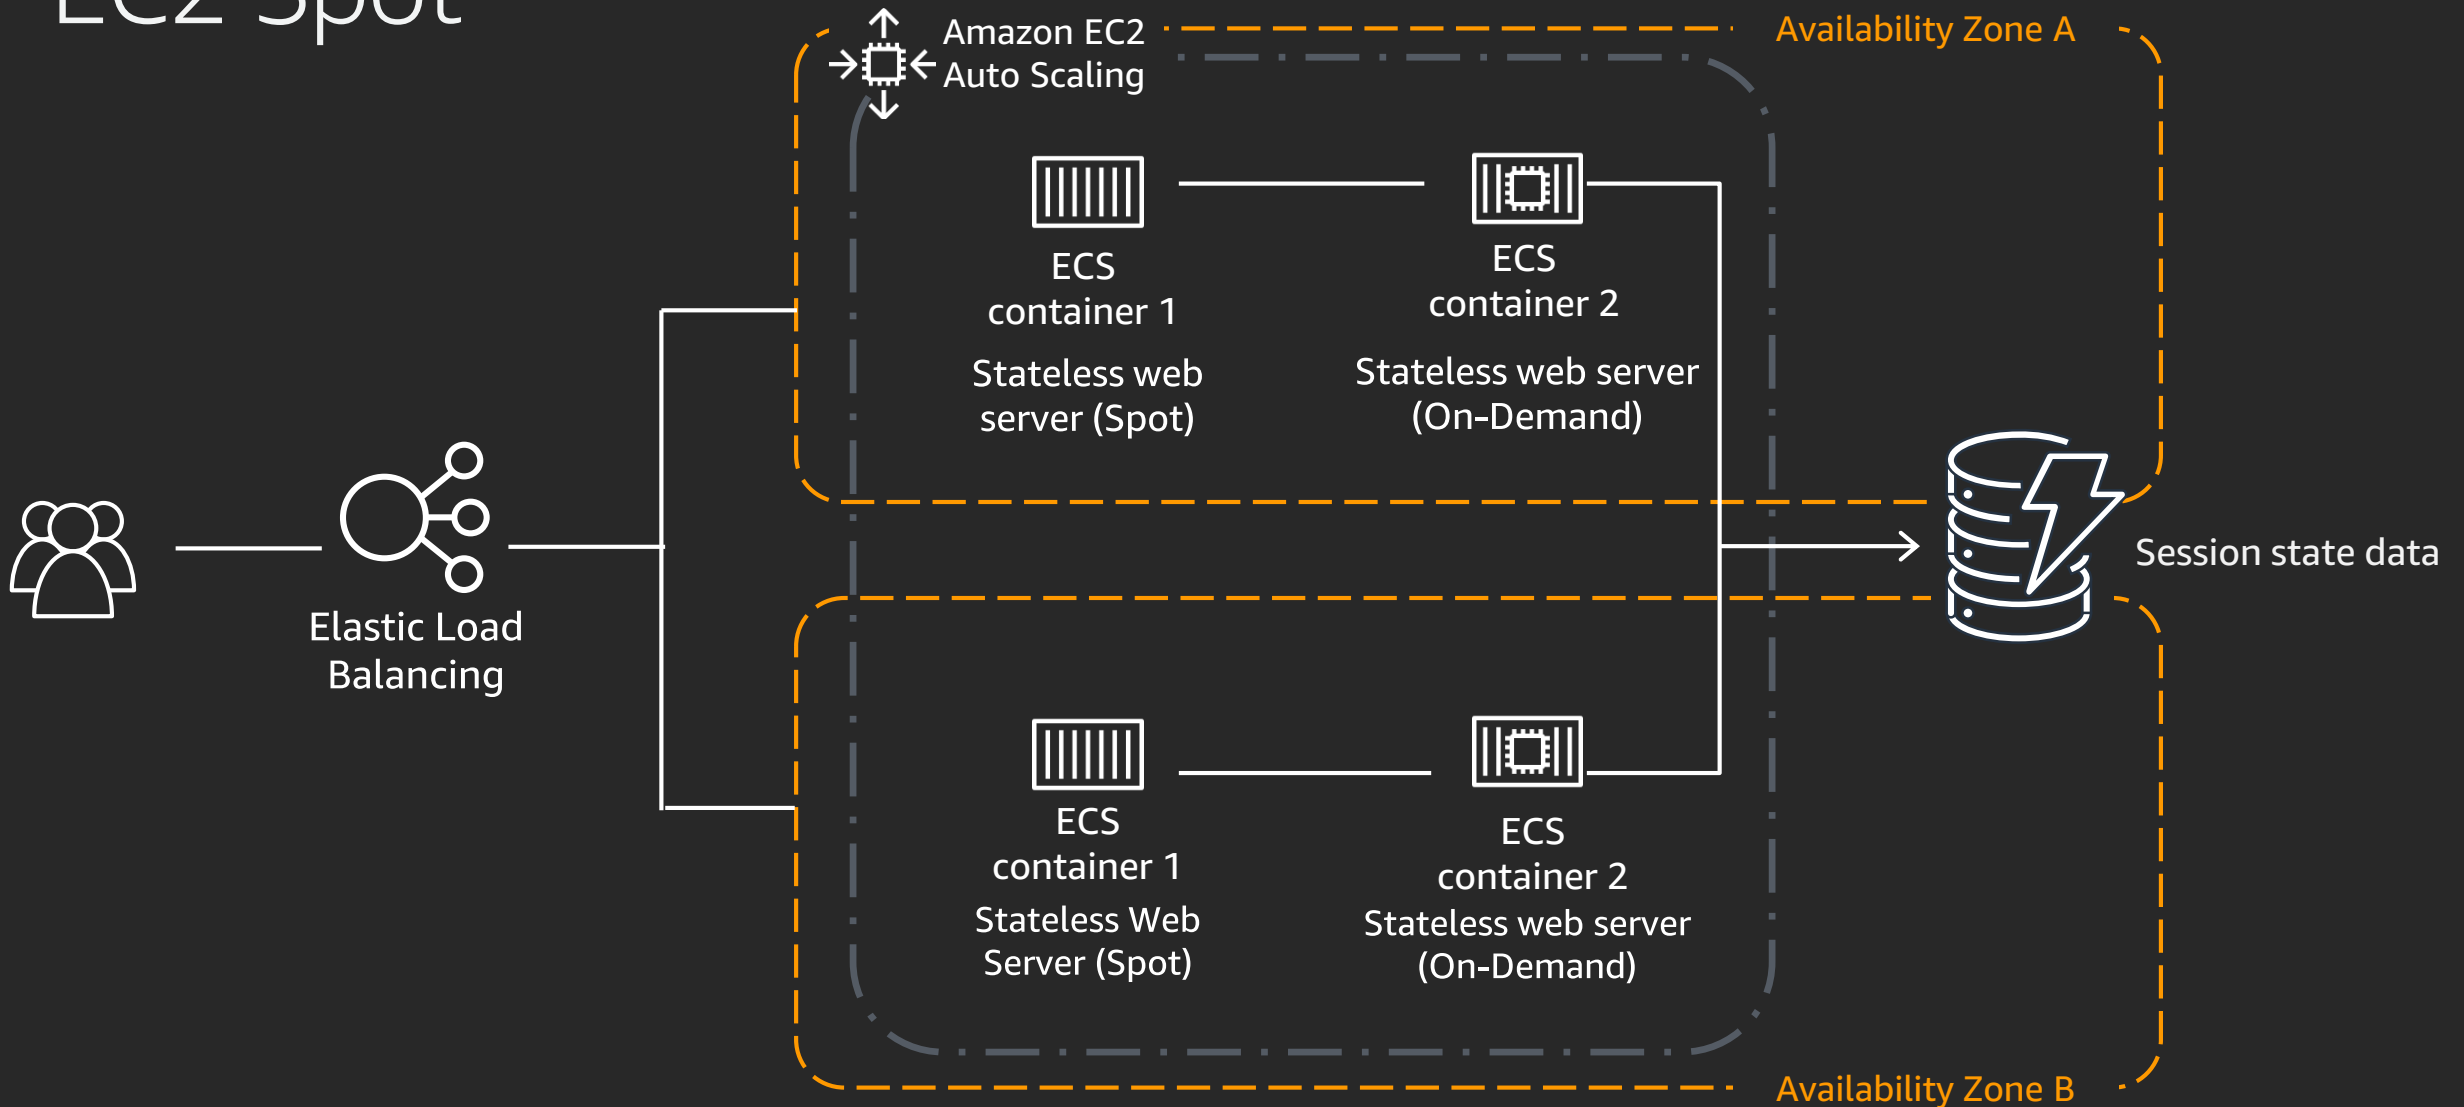 EC2 Spot
Amazon EC2
Auto Scaling
Availability Zone A
ECS
container 1
Stateless web
server (Spot)
ECS
container 2
Stateless web server
(On-Demand)
Elastic Load
Balancing
Session state data
ECS
container 1
Stateless Web
Server (Spot)
ECS
container 2
Stateless web server
(On-Demand)
Availability Zone B